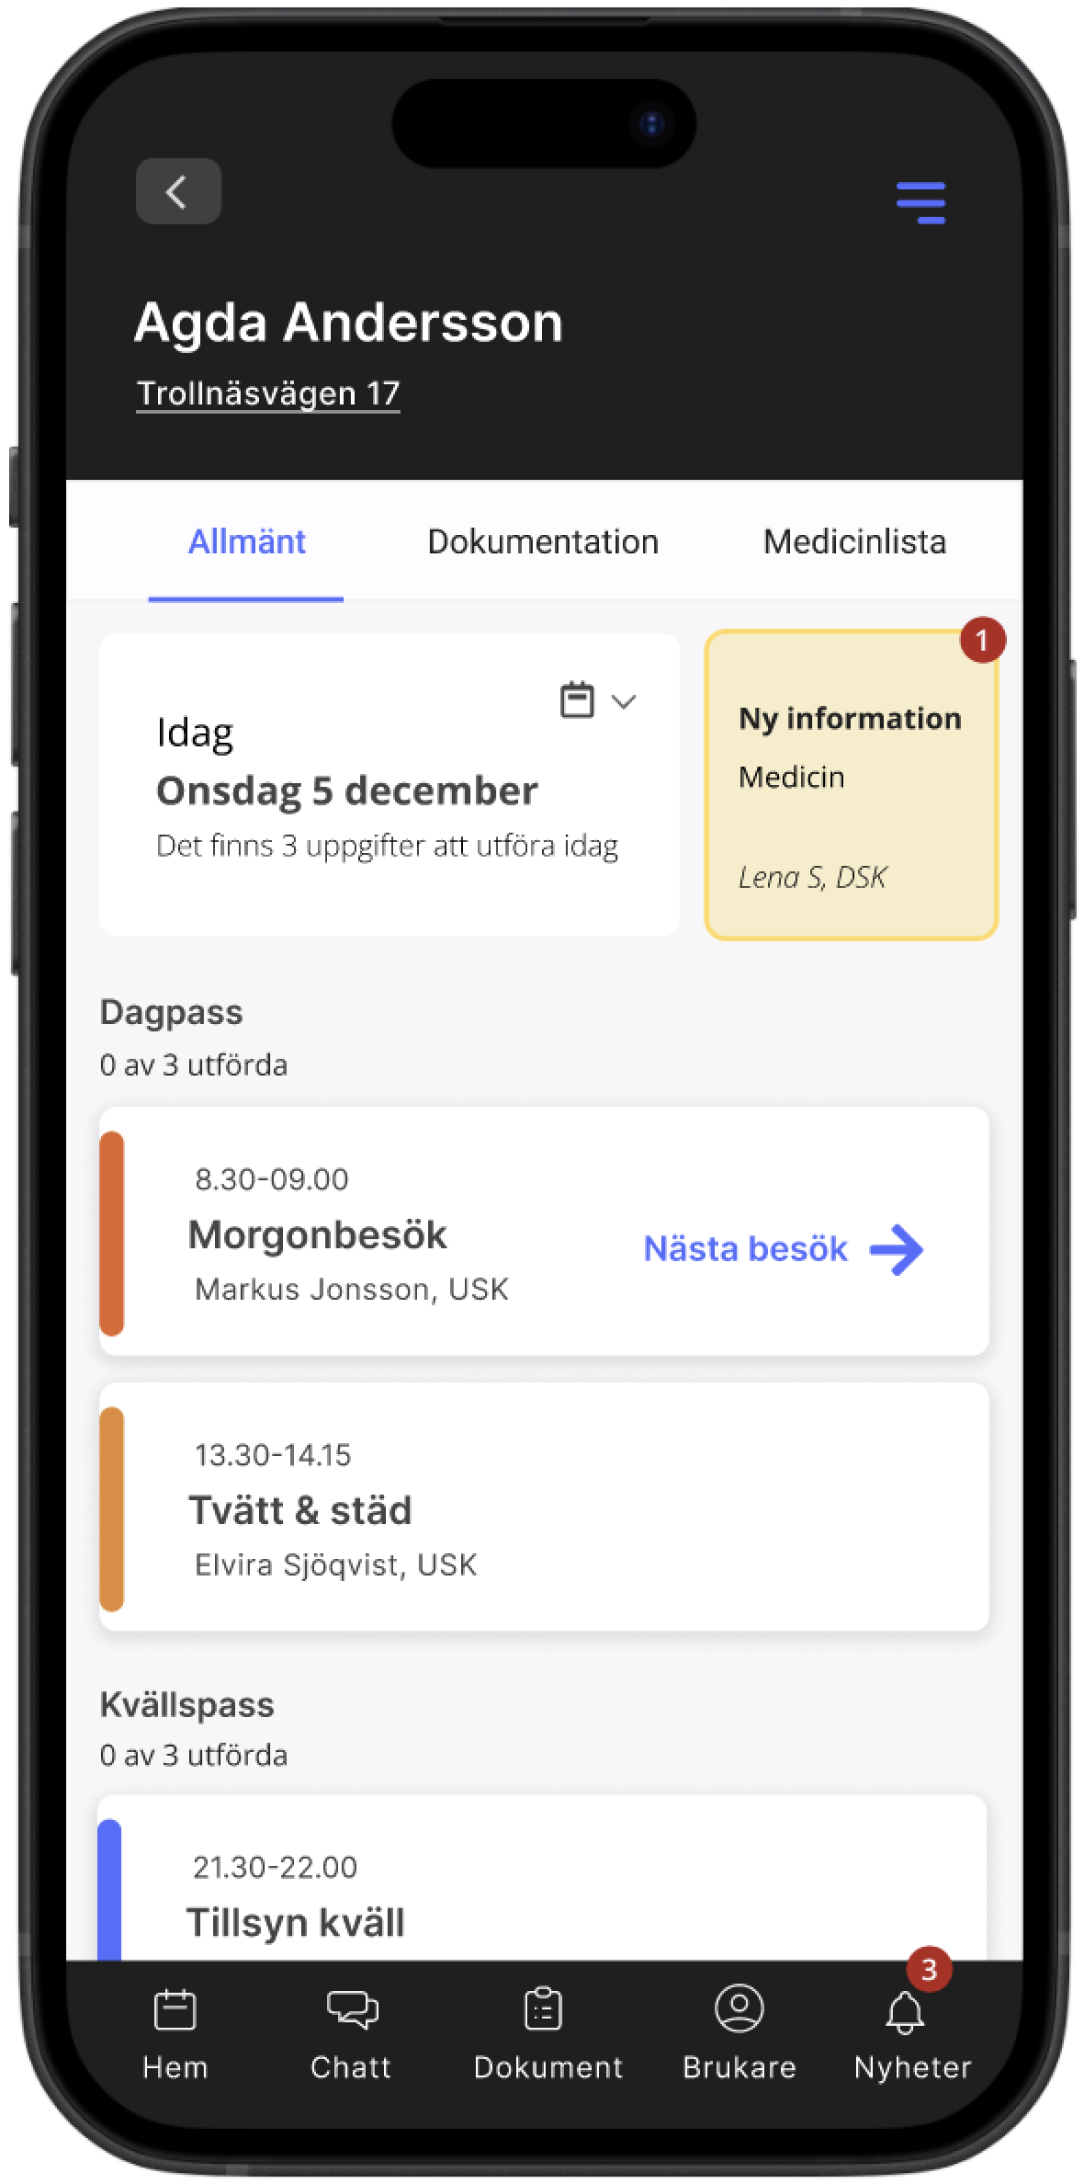 Agda Andersson
Trollnäsvägen 17
Allmänt Dokumentation Medicinlista
Idag
Onsdag 5 december
Det finns 3 uppgifter att utföra idag
1
Ny information
Medicin
Lena S, DSK
Dagpass
0 av 3 utförda
8.30-09.00
Morgonbesök
Markus Jonsson, USK
Nästa besök
13.30-14.15
Tvätt & städ
Elvira Sjöqvist, USK
Kvällspass
0 av 3 utförda
21.30-22.00
Tillsyn kväll
3
Hem Chatt Dokument Brukare Nyheter